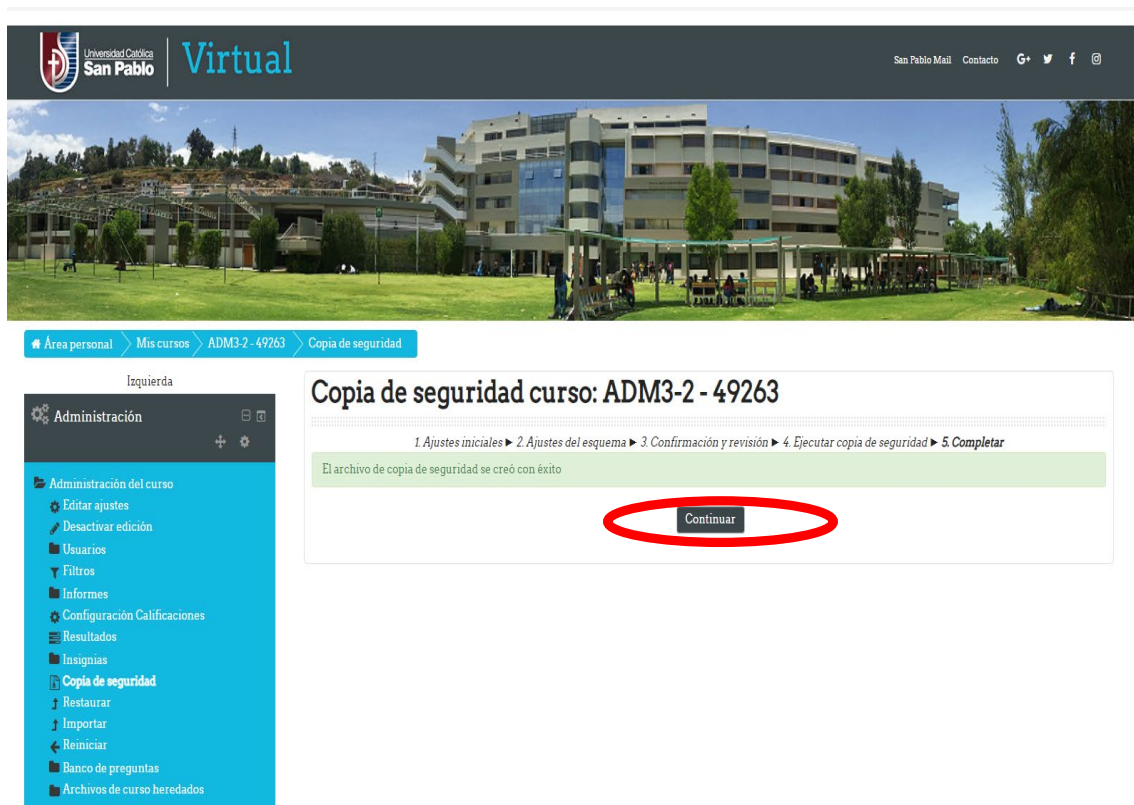 Universidad Católica
San Pablo
Virtual
San Pablo Mail Contacto G+
Área personal Mis cursos ADM3-2 - 49263 Copia de seguridad
Izquierda
Administración
Administración del curso
Editar ajustes
Desactivar edición
Usuarios
Filtros
Informes
Configuración Calificaciones
Resultados
Insignias
Copia de seguridad
Restaurar
Importar
Reiniciar
Banco de preguntas
Archivos de curso heredados
Copia de seguridad curso: ADM3-2 - 49263
1. Ajustes iniciales ► 2. Ajustes del esquema ► 3. Confirmación y revisión ► 4. Ejecutar copia de seguridad ► 5. Completar
El archivo de copia de seguridad se creó con éxito
Continuar